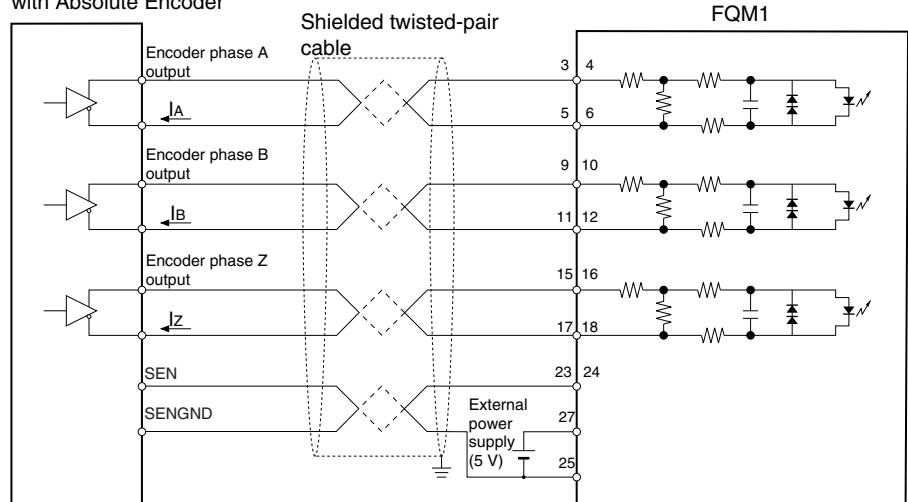 with Absolute Encoder
Shielded twisted-pair
cable
FQM1
Encoder phase A
output
IA
3 4
5 6
Encoder phase B
output
IB
9 10
11 12
Encoder phase Z
output
IZ
15 16
17 18
SEN
23 24
SENGND
External
power
supply
(5 V)
27
25